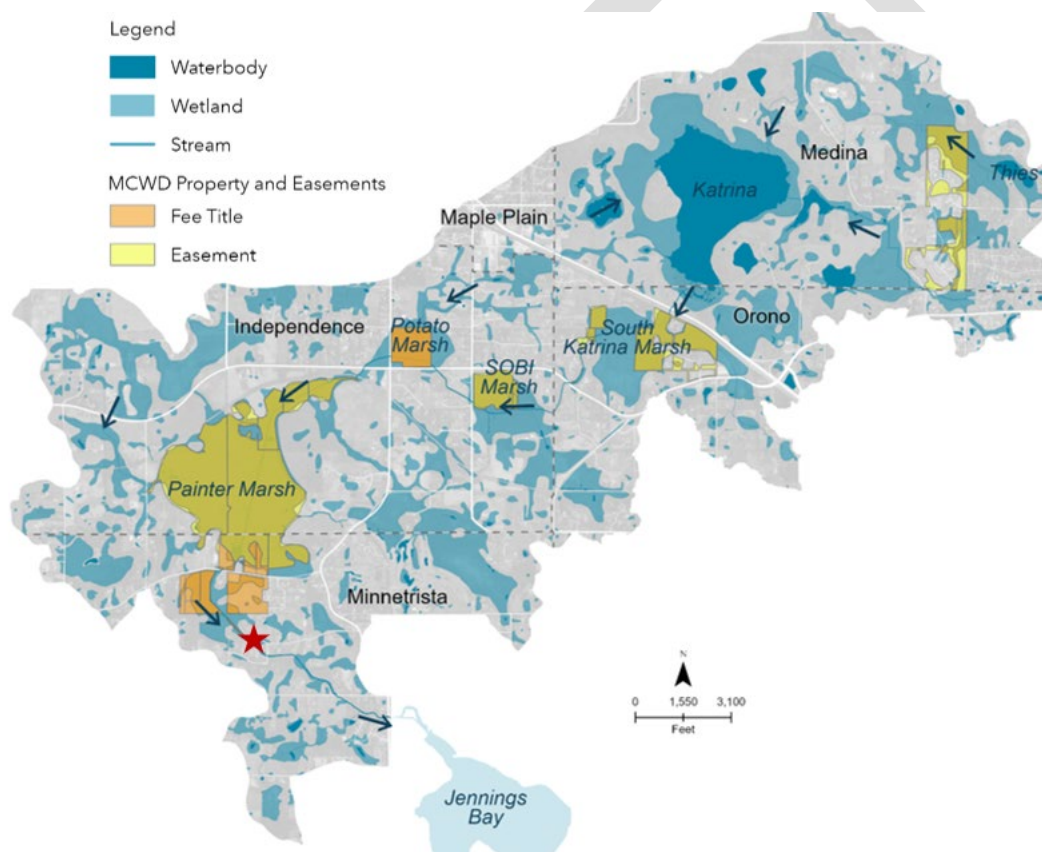 Legend
Waterbody
Wetland
Stream
MCWD Property and Easements
Fee Title
Easement
Medina
Thies
Katrina
Maple Plain
Independence
Potato
Marsh
South
Katrina Marsh
Orono
SOBI
Marsh
Painter Marsh
Minnetrista
N
0 1,550 3,100
Feet
Jennings
Bay